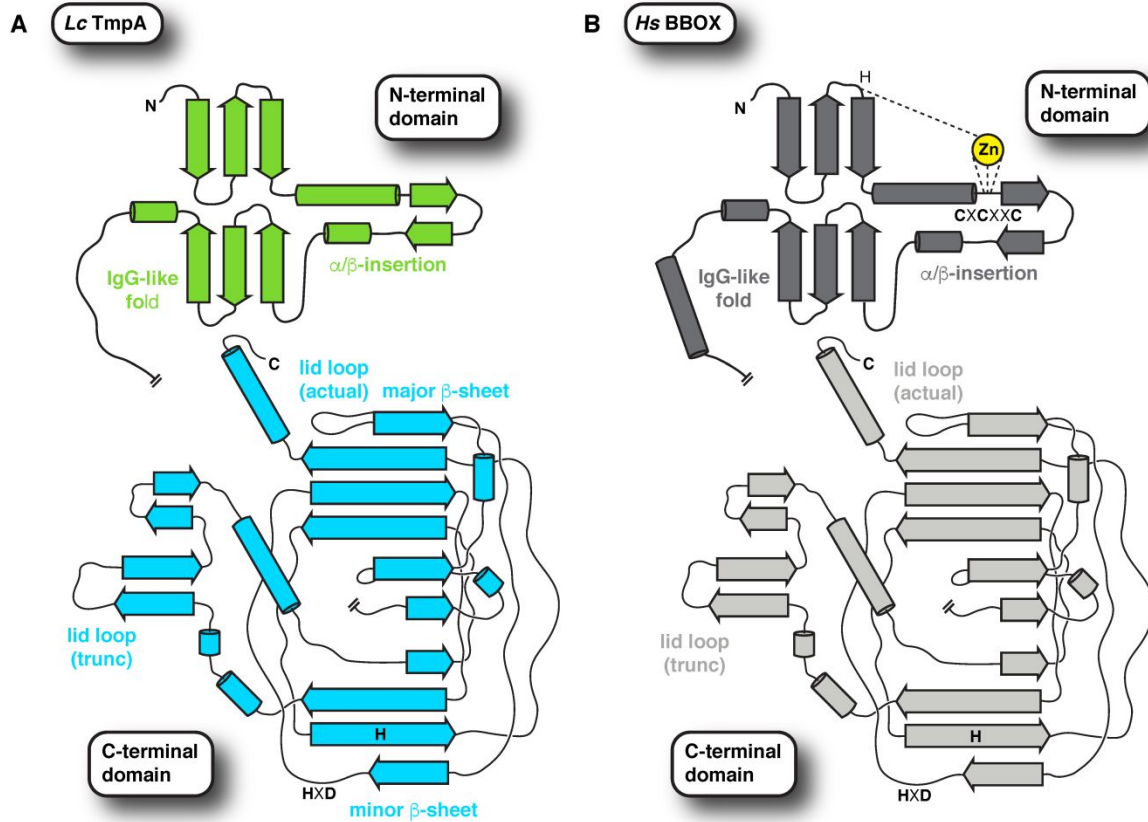 A
Lc TmpA
N
N-terminal
domain
IgG-like
fold
α/β-insertion
C
lid loop
(actual)
major β-sheet
lid loop
(trunc)
H
C-terminal
domain
HXD
minor β-sheet
B
Hs BBOX
N
H
N-terminal
domain
Zn
CXCXXC
IgG-like
fold
α/β-insertion
C
lid loop
(actual)
lid loop
(trunc)
H
C-terminal
domain
HXD